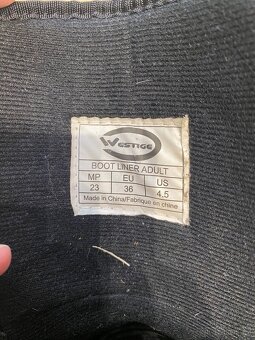 WESTIGE
BOOT LINER ADULT
MP EU US
23 36 4.5
Made in China/Fabriqué en chine